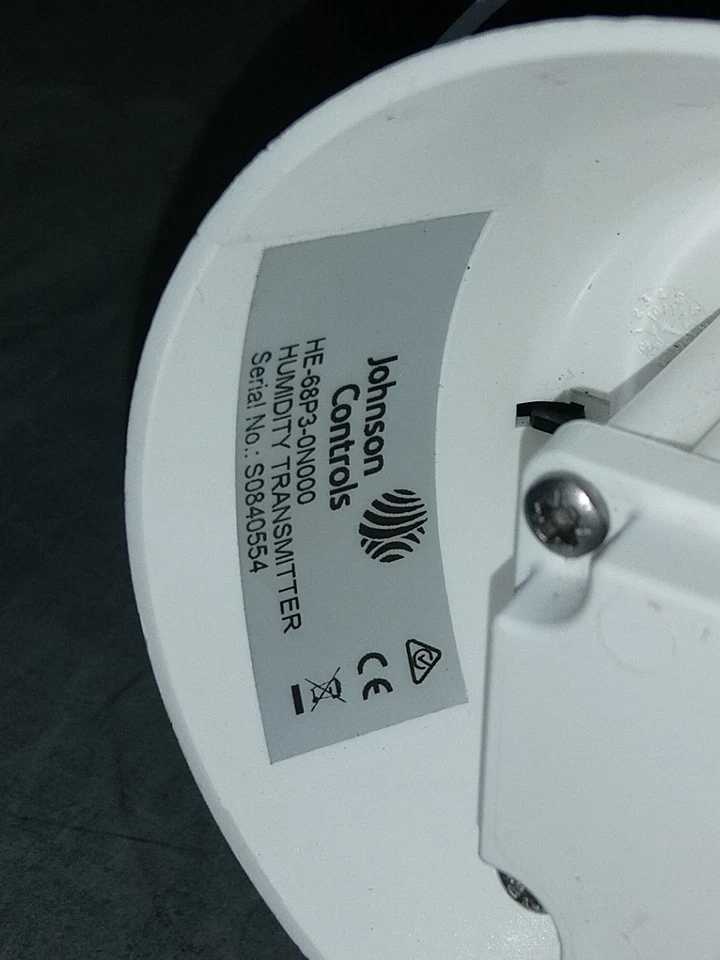 Johnson
Controls
HE-68P3-0N000
HUMIDITY TRANSMITTER
Serial No.: S0840554
CE